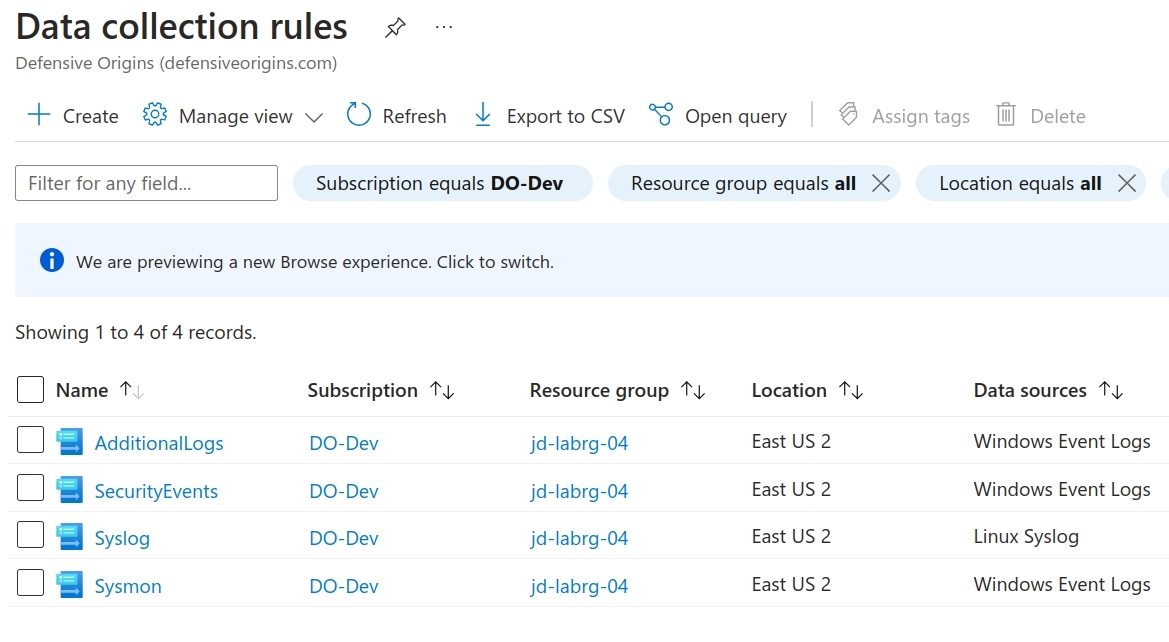 Data collection rules ...
Defensive Origins (defensiveorigins.com)
Create Manage view Refresh Export to CSV Open query Assign tags Delete
Filter for any field... Subscription equals DO-Dev Resource group equals all Location equals all
We are previewing a new Browse experience. Click to switch.
Showing 1 to 4 of 4 records.
Name Subscription Resource group Location Data sources
AdditionalLogs DO-Dev jd-labrg-04 East US 2 Windows Event Logs
SecurityEvents DO-Dev jd-labrg-04 East US 2 Windows Event Logs
Syslog DO-Dev jd-labrg-04 East US 2 Linux Syslog
Sysmon DO-Dev jd-labrg-04 East US 2 Windows Event Logs